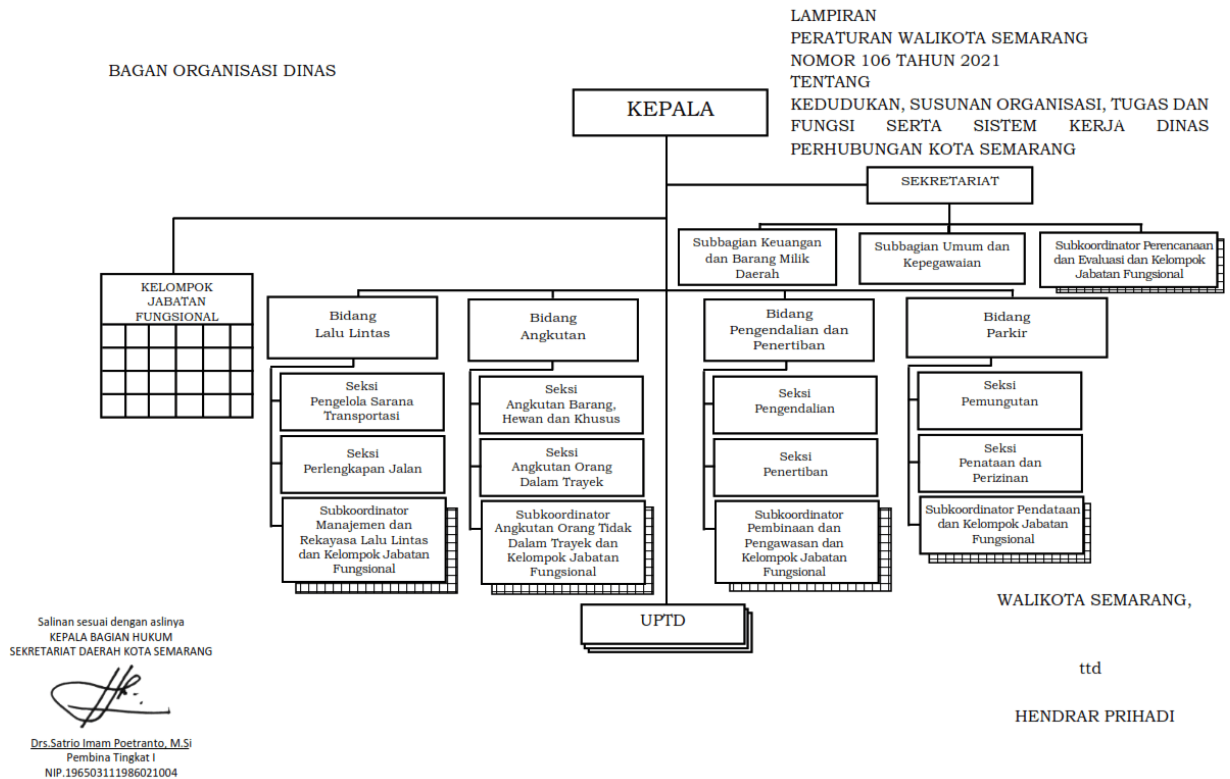 LAMPIRAN
PERATURAN WALIKOTA SEMARANG
NOMOR 106 TAHUN 2021
TENTANG
KEDUDUKAN, SUSUNAN ORGANISASI, TUGAS DAN
FUNGSI SERTA SISTEM KERJA DINAS
PERHUBUNGAN KOTA SEMARANG
BAGAN ORGANISASI DINAS
KEPALA
SEKRETARIAT
Subbagian Keuangan
dan Barang Milik
Daerah
Subbagian Umum dan
Kepegawaian
Subkoordinator Perencanaan
dan Evaluasi dan Kelompok
Jabatan Fungsional
KELOMPOK
JABATAN
FUNGSIONAL
Bidang
Lalu Lintas
Seksi
Pengelola Sarana
Transportasi
Seksi
Perlengkapan Jalan
Subkoordinator
Manajemen dan
Rekayasa Lalu Lintas
dan Kelompok Jabatan
Fungsional
Bidang
Angkutan
Seksi
Angkutan Barang,
Hewan dan Khusus
Seksi
Angkutan Orang
Dalam Trayek
Subkoordinator
Angkutan Orang Tidak
Dalam Trayek dan
Kelompok Jabatan
Fungsional
Bidang
Pengendalian dan
Penertiban
Seksi
Pengendalian
Seksi
Penertiban
Subkoordinator
Pembinaan dan
Pengawasan dan
Kelompok Jabatan
Fungsional
Bidang
Parkir
Seksi
Pemungutan
Seksi
Penataan dan
Perizinan
Subkoordinator Pendataan
dan Kelompok Jabatan
Fungsional
UPTD
WALIKOTA SEMARANG,
ttd
HENDRAR PRIHADI
Salinan sesuai dengan aslinya
KEPALA BAGIAN HUKUM
SEKRETARIAT DAERAH KOTA SEMARANG
Drs.Satrio Imam Poetranto, M.Si
Pembina Tingkat I
NIP.196503111986021004